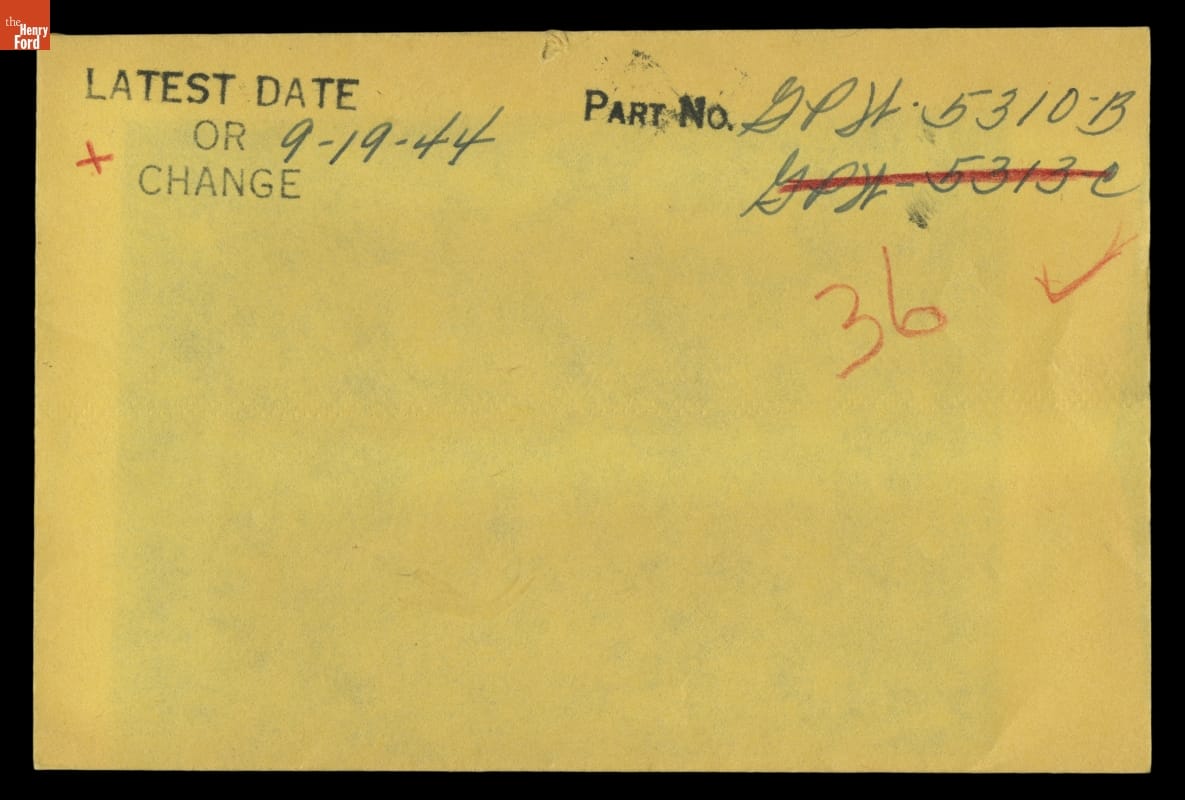 the
Henry
Ford
LATEST DATE
OR 9-19-44
CHANGE
PART NO. GPW-5310-B
GPW-5313-C
36